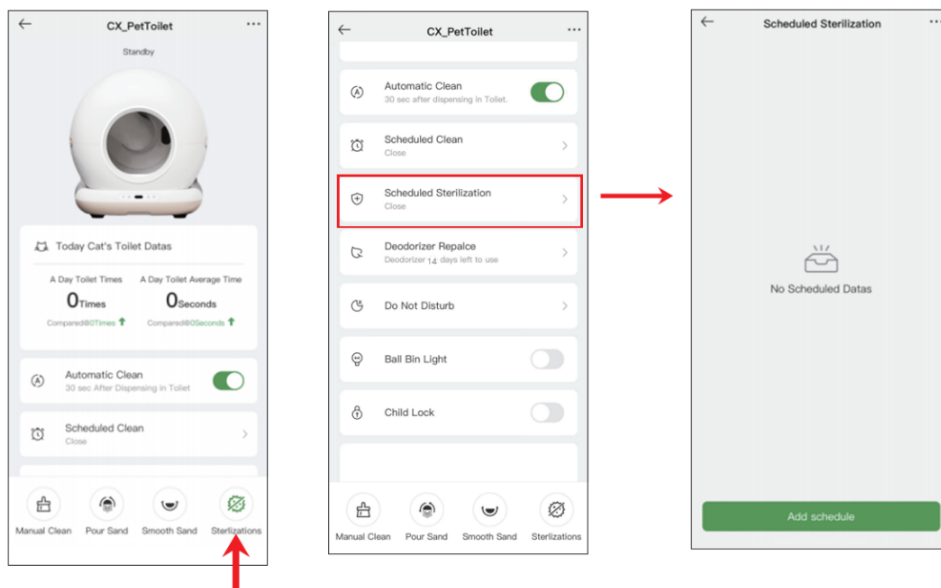 CX_PetToilet
Standby
Today Cat's Toilet Datas
A Day Toilet Times
A Day Toilet Average Time
0Times
0Seconds
Compared@0Times
Compared@0Seconds
Automatic Clean
30 sec After Dispensing in Toilet
Scheduled Clean
Close
Manual Clean
Pour Sand
Smooth Sand
Sterlizations
CX_PetToilet
Automatic Clean
30 sec after dispensing in Toliet.
Scheduled Clean
Close
Scheduled Sterilization
Close
Deodorizer Repalce
Deodorizer 14 days left to use
Do Not Disturb
Ball Bin Light
Child Lock
Manual Clean
Pour Sand
Smooth Sand
Sterlizations
Scheduled Sterilization
No Scheduled Datas
Add schedule